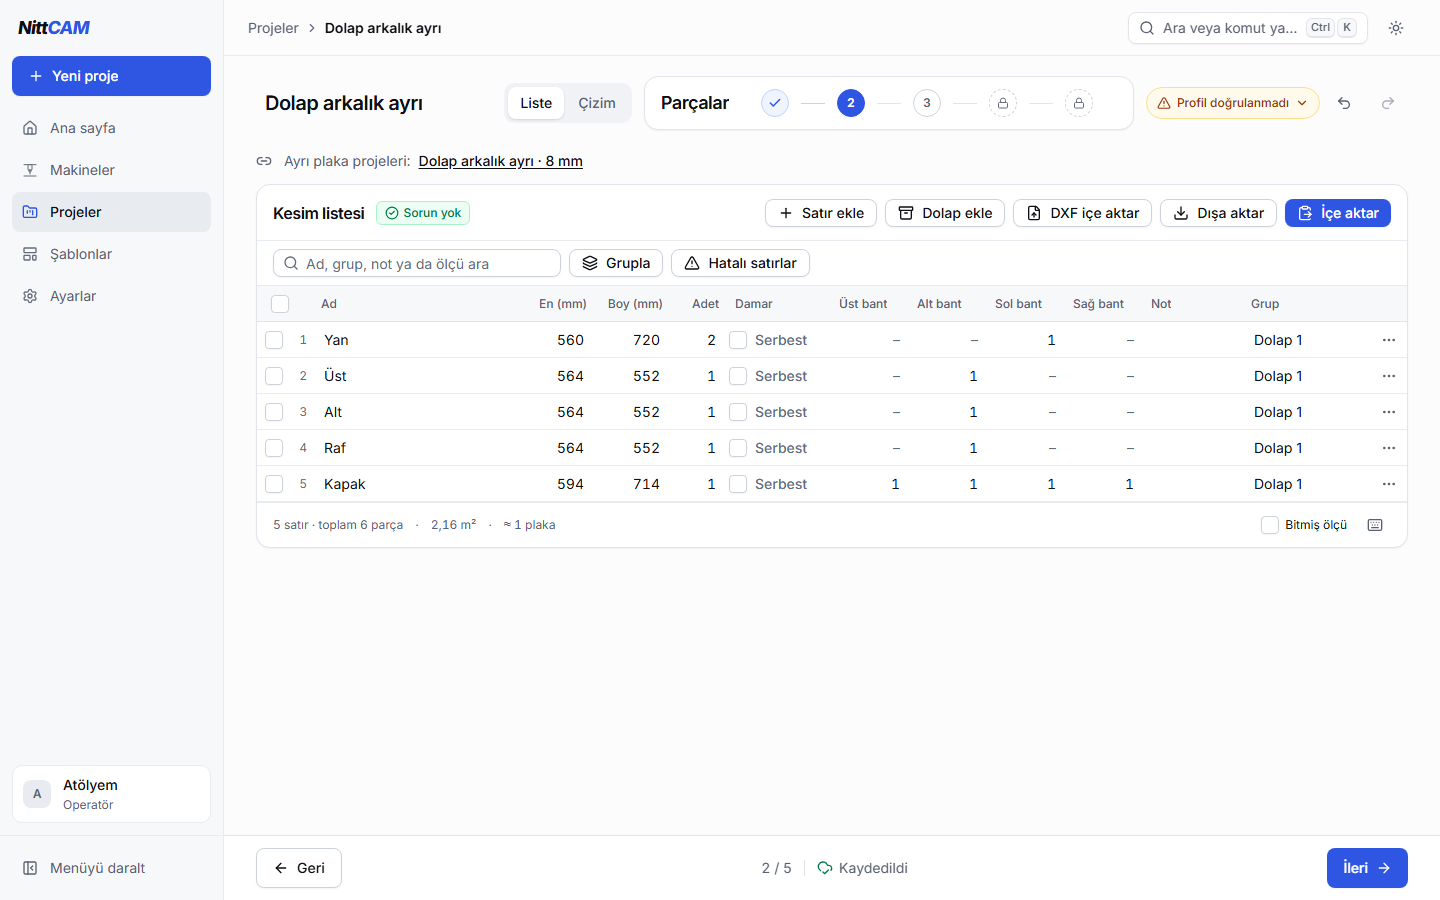 NittCAM
Projeler > Dolap arkalık ayrı
Ara veya komut ya... Ctrl K
+ Yeni proje
Ana sayfa
Makineler
Projeler
Şablonlar
Ayarlar
Dolap arkalık ayrı
Liste Çizim
Parçalar 2 3
Profil doğrulanmadı
Ayrı plaka projeleri: Dolap arkalık ayrı · 8 mm
Kesim listesi Sorun yok
+ Satır ekle Dolap ekle DXF içe aktar Dışa aktar İçe aktar
Ad, grup, not ya da ölçü ara Grupla Hatalı satırlar
Ad En (mm) Boy (mm) Adet Damar Üst bant Alt bant Sol bant Sağ bant Not Grup
1 Yan 560 720 2 Serbest – – 1 – Dolap 1 ···
2 Üst 564 552 1 Serbest – 1 – – Dolap 1 ···
3 Alt 564 552 1 Serbest – 1 – – Dolap 1 ···
4 Raf 564 552 1 Serbest – 1 – – Dolap 1 ···
5 Kapak 594 714 1 Serbest 1 1 1 1 Dolap 1 ···
5 satır · toplam 6 parça · 2,16 m² · ≈ 1 plaka
Bitmiş ölçü
A
Atölyem
Operatör
Menüyü daralt
← Geri
2 / 5 Kaydedildi
İleri →